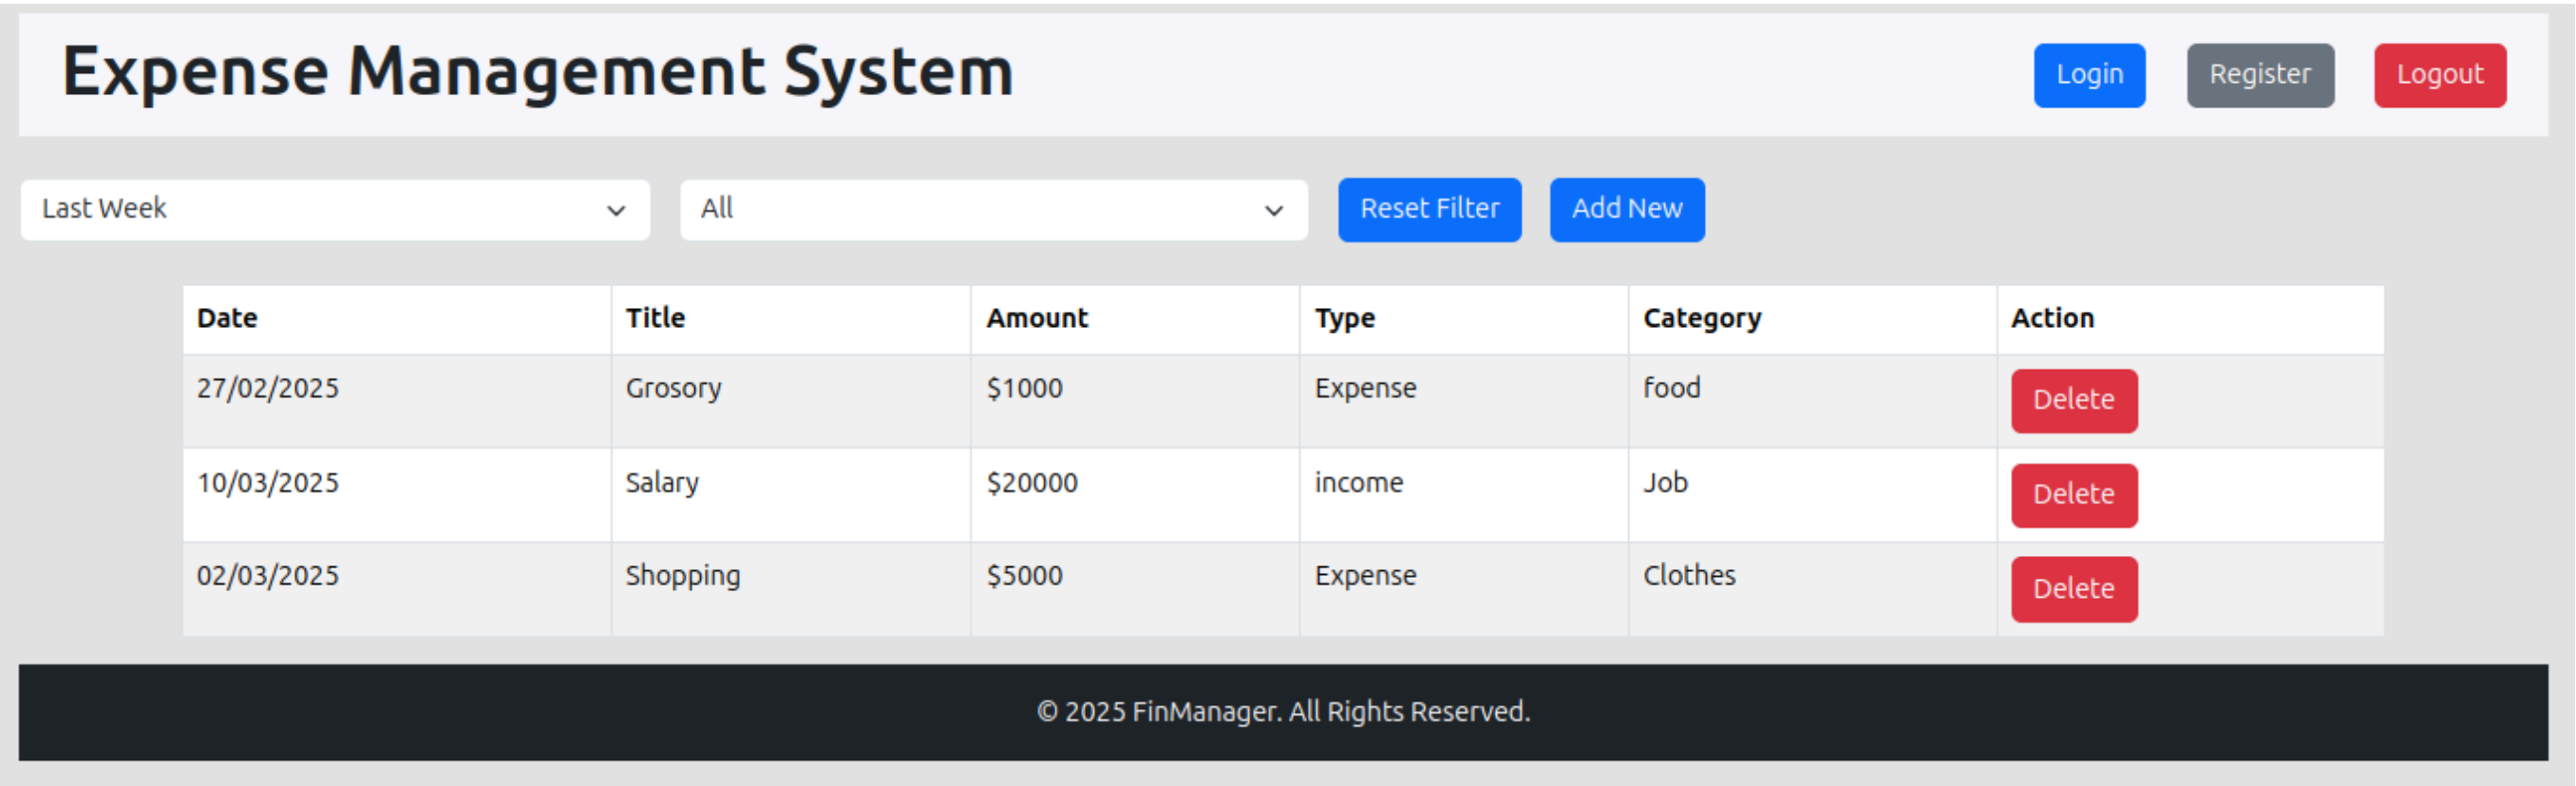 Expense Management System Login Register Logout
Last Week All Reset Filter Add New
Date Title Amount Type Category Action
27/02/2025 Grosory $1000 Expense food Delete
10/03/2025 Salary $20000 income Job Delete
02/03/2025 Shopping $5000 Expense Clothes Delete
© 2025 FinManager. All Rights Reserved.